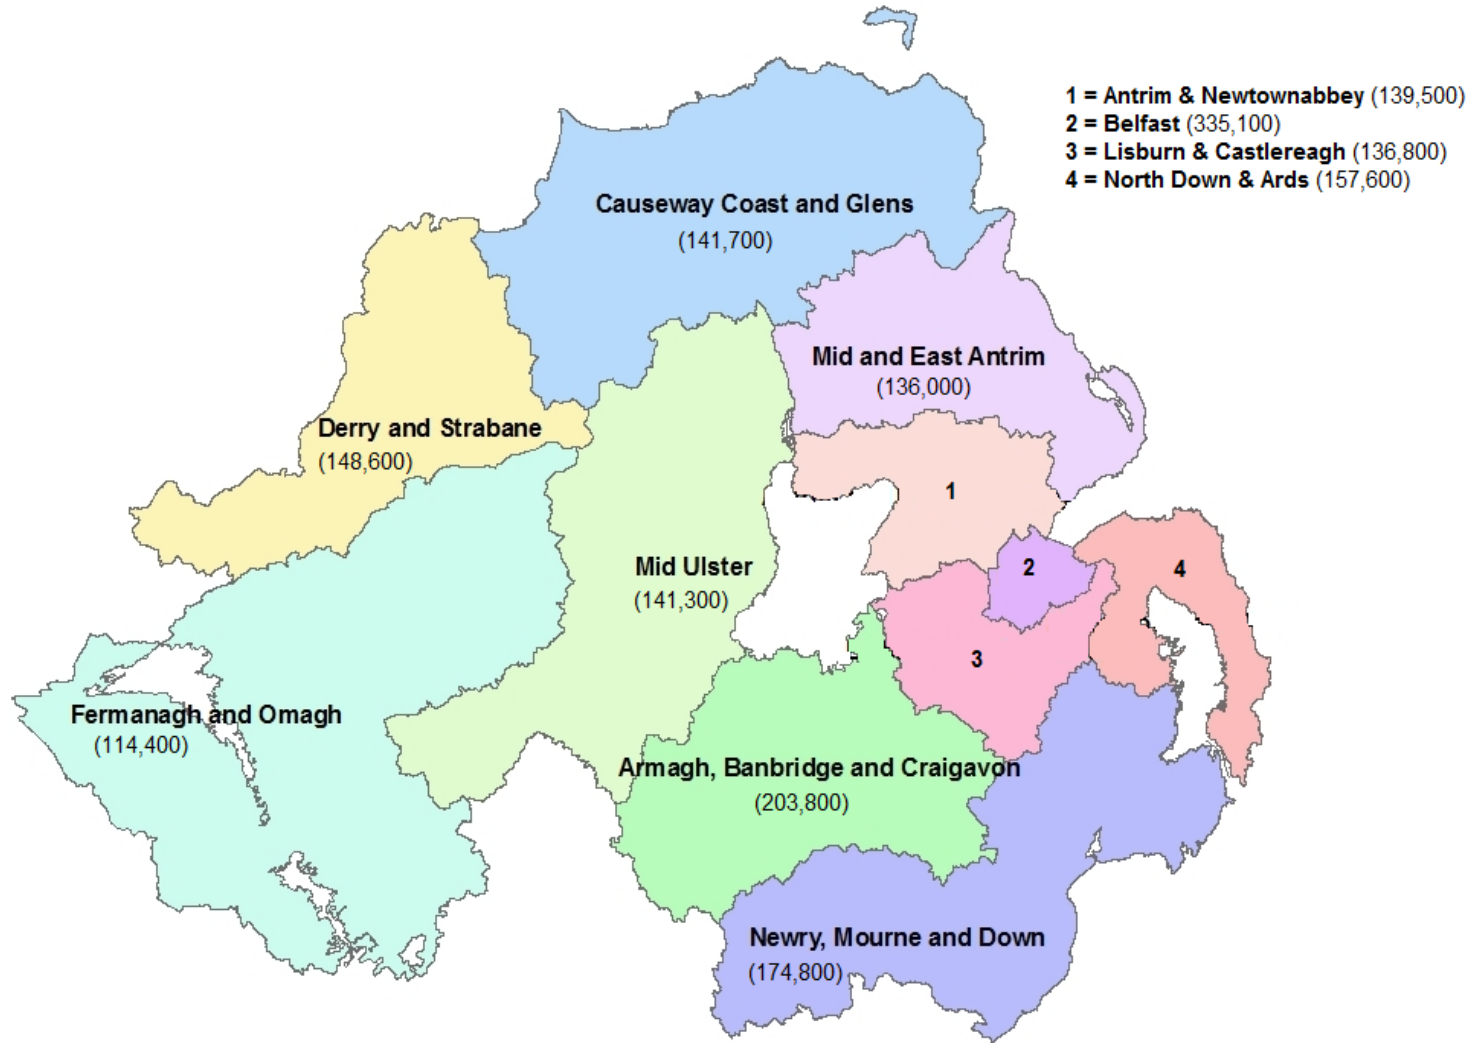 1 = Antrim & Newtownabbey (139,500)
2 = Belfast (335,100)
3 = Lisburn & Castlereagh (136,800)
4 = North Down & Ards (157,600)
Causeway Coast and Glens
(141,700)
Mid and East Antrim
(136,000)
Derry and Strabane
(148,600)
1
Mid Ulster
(141,300)
2
4
3
Fermanagh and Omagh
(114,400)
Armagh, Banbridge and Craigavon
(203,800)
Newry, Mourne and Down
(174,800)